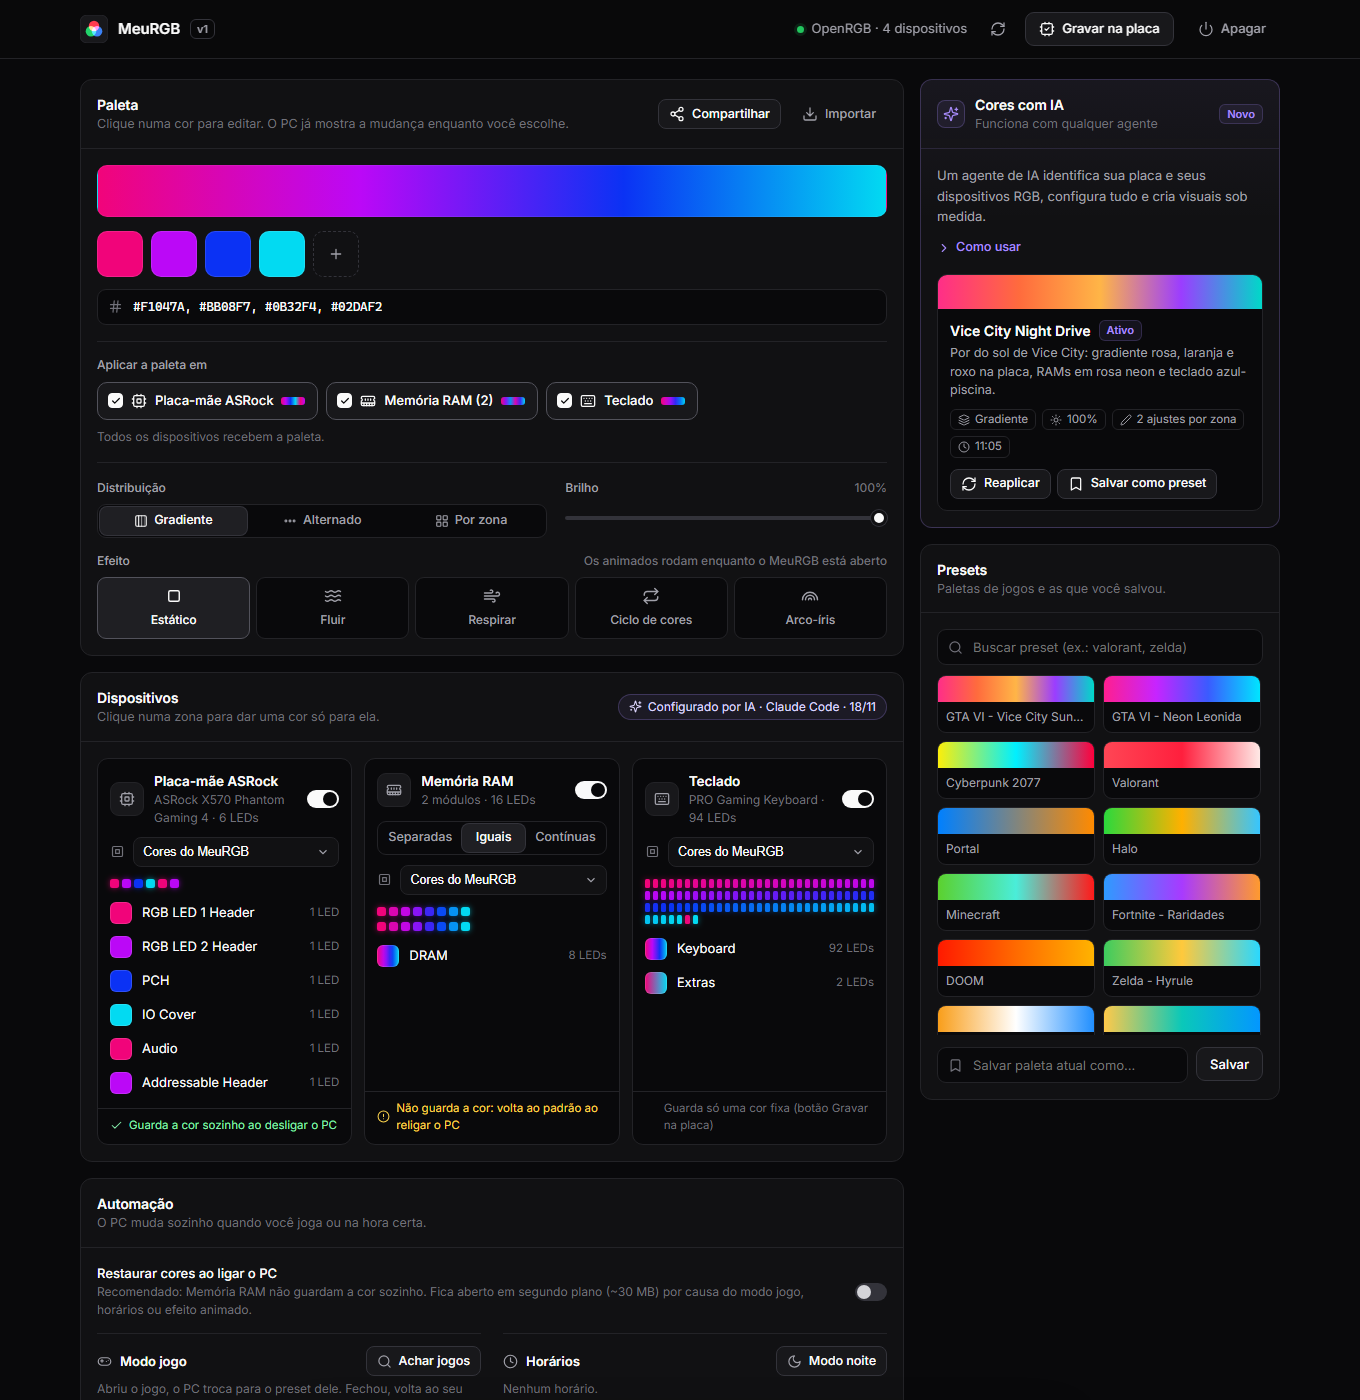 MeuRGB v1
OpenRGB · 4 dispositivos
Gravar na placa
Apagar
Paleta
Clique numa cor para editar. O PC já mostra a mudança enquanto você escolhe.
Compartilhar
Importar
#F1047A, #BB08F7, #0B32F4, #02DAF2
Aplicar a paleta em
Placa-mãe ASRock
Memória RAM (2)
Teclado
Todos os dispositivos recebem a paleta.
Distribuição
Gradiente
Alternado
Por zona
Brilho
100%
Efeito
Os animados rodam enquanto o MeuRGB está aberto
Estático
Fluir
Respirar
Ciclo de cores
Arco-íris
Dispositivos
Clique numa zona para dar uma cor só para ela.
Configurado por IA · Claude Code · 18/11
Placa-mãe ASRock
ASRock X570 Phantom
Gaming 4 · 6 LEDs
Cores do MeuRGB
RGB LED 1 Header 1 LED
RGB LED 2 Header 1 LED
PCH 1 LED
IO Cover 1 LED
Audio 1 LED
Addressable Header 1 LED
Guarda a cor sozinho ao desligar o PC
Memória RAM
2 módulos · 16 LEDs
Separadas
Iguais
Contínuas
Cores do MeuRGB
DRAM 8 LEDs
Não guarda a cor: volta ao padrão ao
religar o PC
Teclado
PRO Gaming Keyboard ·
94 LEDs
Cores do MeuRGB
Keyboard 92 LEDs
Extras 2 LEDs
Guarda só uma cor fixa (botão Gravar
na placa)
Automação
O PC muda sozinho quando você joga ou na hora certa.
Restaurar cores ao ligar o PC
Recomendado: Memória RAM não guardam a cor sozinho. Fica aberto em segundo plano (~30 MB) por causa do modo jogo,
horários ou efeito animado.
Modo jogo
Achar jogos
Abriu o jogo, o PC troca para o preset dele. Fechou, volta ao seu
Horários
Modo noite
Nenhum horário.
Cores com IA
Funciona com qualquer agente
Novo
Um agente de IA identifica sua placa e seus
dispositivos RGB, configura tudo e cria visuais sob
medida.
Como usar
Vice City Night Drive
Ativo
Por do sol de Vice City: gradiente rosa, laranja e
roxo na placa, RAMs em rosa neon e teclado azul-
piscina.
Gradiente
100%
2 ajustes por zona
11:05
Reaplicar
Salvar como preset
Presets
Paletas de jogos e as que você salvou.
Buscar preset (ex.: valorant, zelda)
GTA VI - Vice City Sun...
GTA VI - Neon Leonida
Cyberpunk 2077
Valorant
Portal
Halo
Minecraft
Fortnite - Raridades
DOOM
Zelda - Hyrule
Salvar paleta atual como...
Salvar